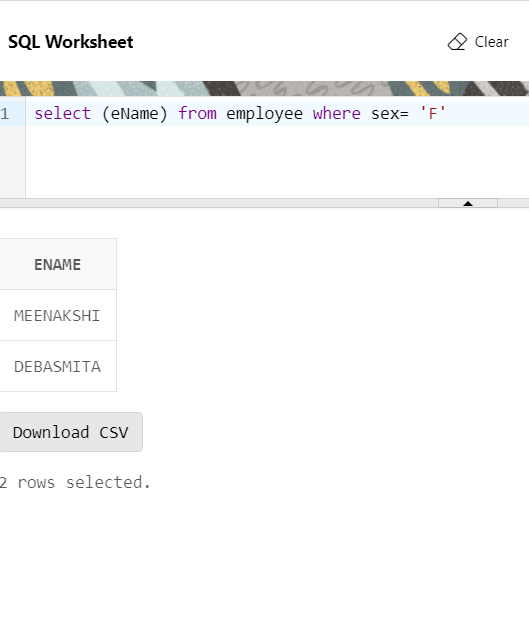 SQL Worksheet
Clear
1 select (eName) from employee where sex= 'F'
ENAME
MEENAKSHI
DEBASMITA
Download CSV
2 rows selected.